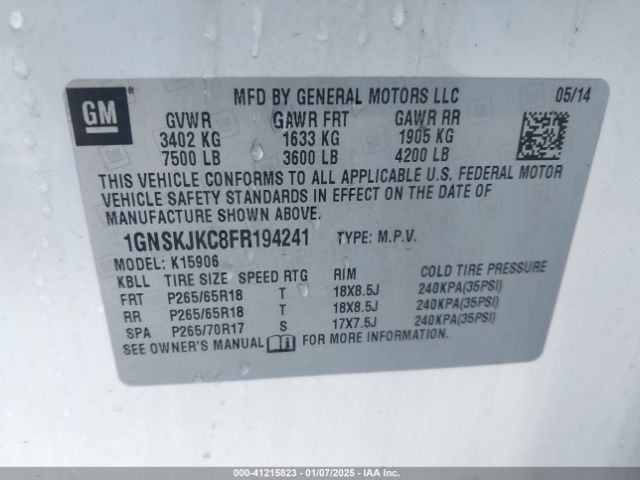 GM
MFD BY GENERAL MOTORS LLC 05/14
GVWR GAWR FRT GAWR RR
3402 KG 1633 KG 1905 KG
7500 LB 3600 LB 4200 LB
THIS VEHICLE CONFORMS TO ALL APPLICABLE U.S. FEDERAL MOTOR
VEHICLE SAFETY STANDARDS IN EFFECT ON THE DATE OF
MANUFACTURE SHOWN ABOVE.
1GNSKJKC8FR194241 TYPE: M.P.V.
MODEL: K15906
KBLL TIRE SIZE SPEED RTG RIM COLD TIRE PRESSURE
FRT P265/65R18 T 18X8.5J 240KPA(35PSI)
RR P265/65R18 T 18X8.5J 240KPA(35PSI)
SPA P265/70R17 S 17X7.5J 240KPA(35PSI)
SEE OWNER'S MANUAL FOR MORE INFORMATION.
000-41215823 - 01/07/2025 - IAAI.COM